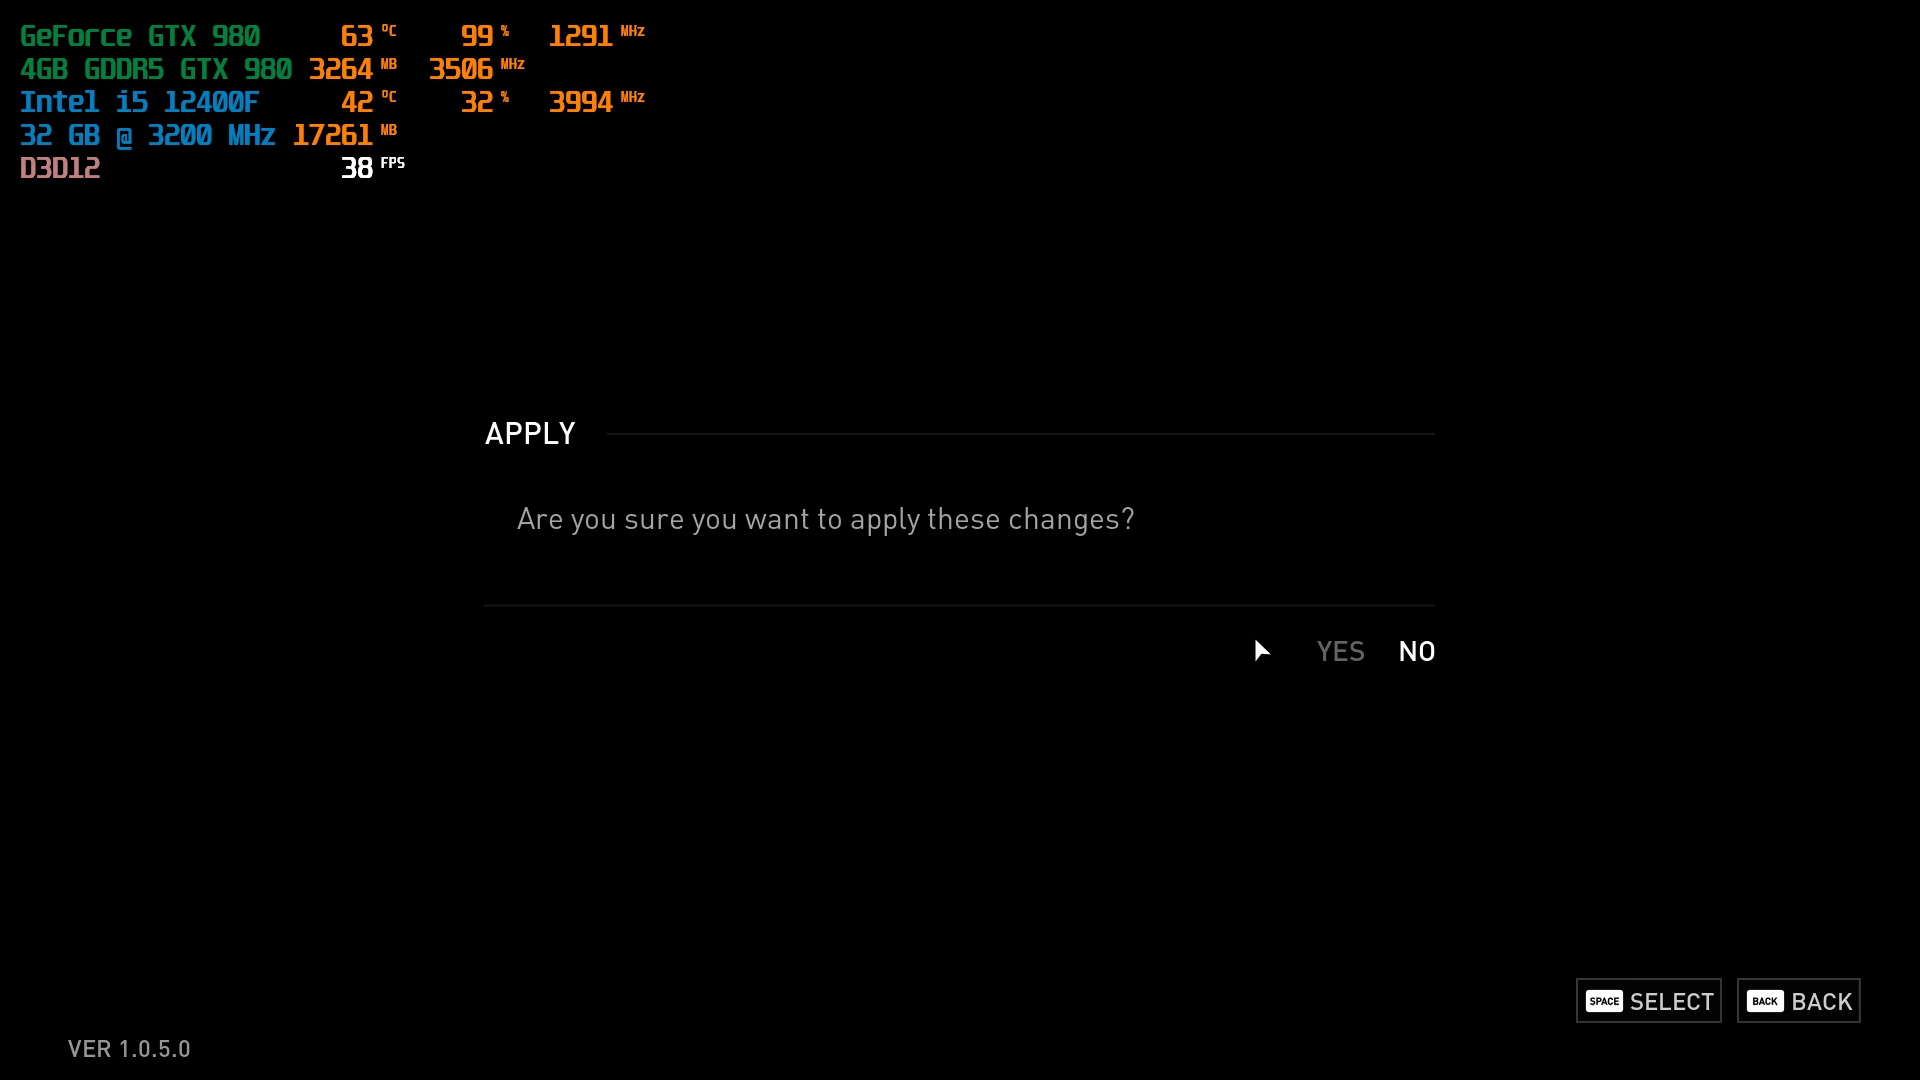 GeForce GTX 980 63 °C 99 % 1291 MHz
4GB GDDR5 GTX 980 3264 MB 3506 MHz
Intel i5 12400F 42 °C 32 % 3994 MHz
32 GB @ 3200 MHz 17261 MB
D3D12 38 FPS
APPLY
Are you sure you want to apply these changes?
YES NO
SPACE SELECT BACK BACK
VER 1.0.5.0